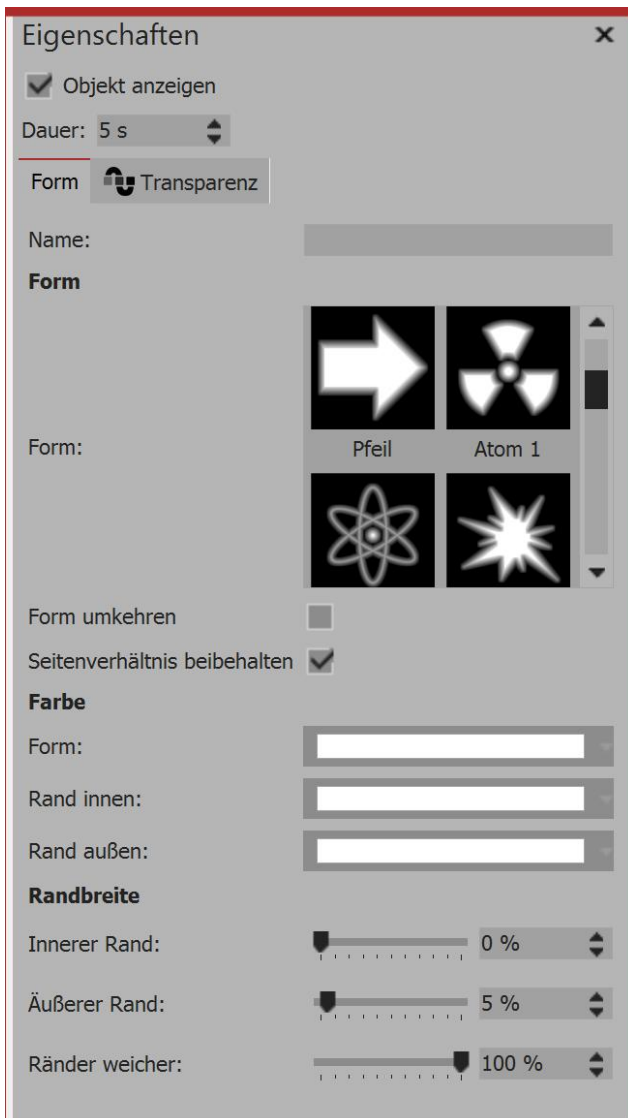 Eigenschaften
Objekt anzeigen
Dauer: 5 s
Form Transparenz
Name:
Form
Form:
Pfeil Atom 1
Form umkehren
Seitenverhältnis beibehalten
Farbe
Form:
Rand innen:
Rand außen:
Randbreite
Innerer Rand: 0 %
Äußerer Rand: 5 %
Ränder weicher: 100 %